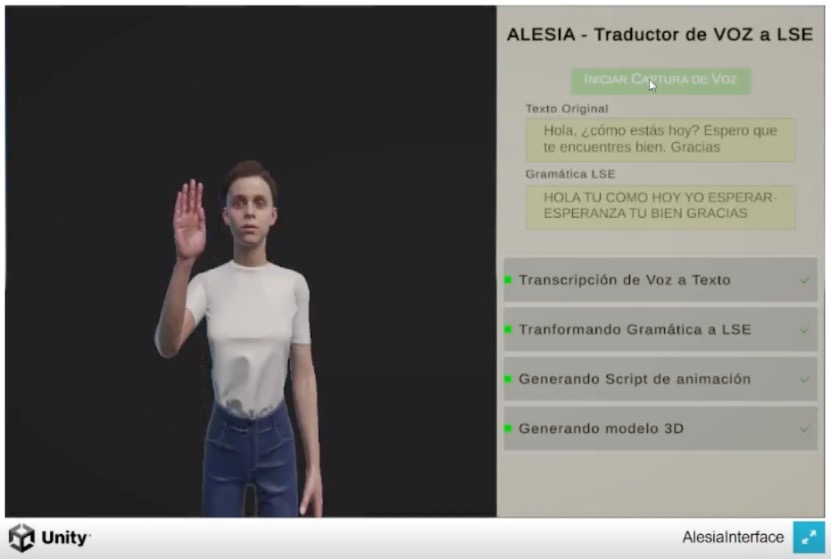 ALESIA - Traductor de VOZ a LSE
INICIAR CAPTURA DE VOZ
Texto Original
Hola, ¿cómo estás hoy? Espero que
te encuentres bien. Gracias
Gramática LSE
HOLA TU COMO HOY YO ESPERAR-
ESPERANZA TU BIEN GRACIAS
Transcripción de Voz a Texto
Tranformando Gramática a LSE
Generando Script de animación
Generando modelo 3D
Unity
AlesiaInterface